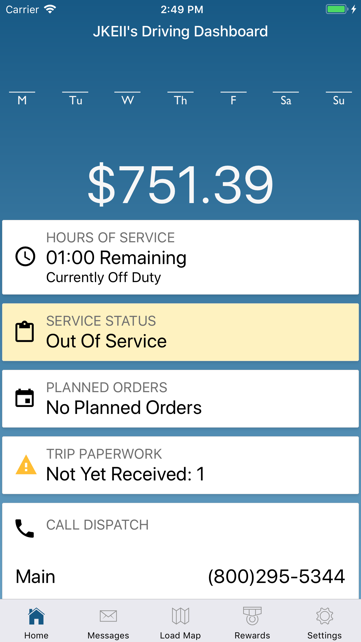 Carrier 2:49 PM
JKEII's Driving Dashboard
M Tu W Th F Sa Su
$751.39
HOURS OF SERVICE
01:00 Remaining
Currently Off Duty
SERVICE STATUS
Out Of Service
PLANNED ORDERS
No Planned Orders
TRIP PAPERWORK
Not Yet Received: 1
CALL DISPATCH
Main (800)295-5344
Home Messages Load Map Rewards Settings